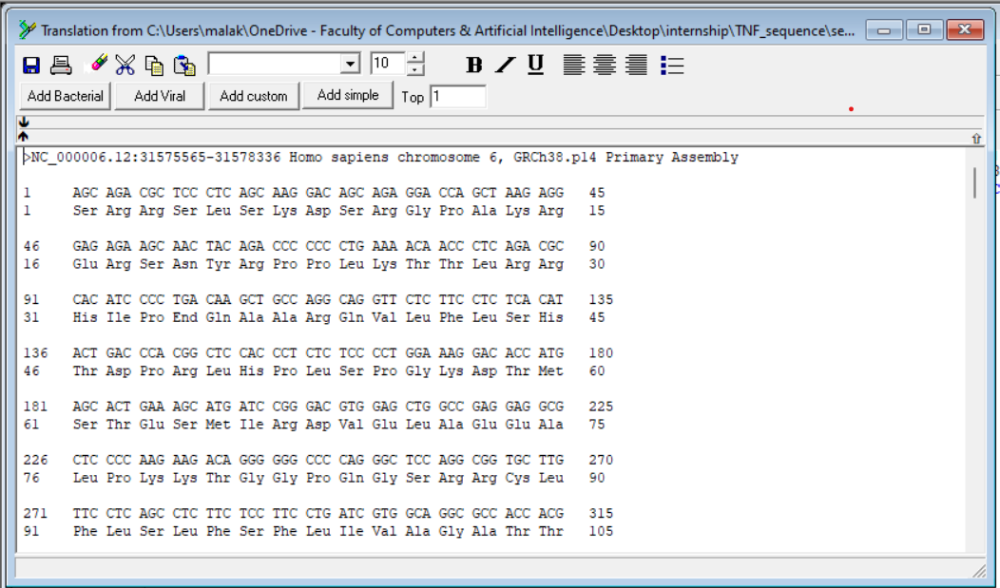 Translation from C:\Users\malak\OneDrive - Faculty of Computers & Artificial Intelligence\Desktop\internship\TNF_sequence\se...
10 B I U
Add Bacterial Add Viral Add custom Add simple Top 1
>NC_000006.12:31575565-31578336 Homo sapiens chromosome 6, GRCh38.p14 Primary Assembly
1 AGC AGA CGC TCC CTC AGC AAG GAC AGC AGA GGA CCA GCT AAG AGG 45
1 Ser Arg Arg Ser Leu Ser Lys Asp Ser Arg Gly Pro Ala Lys Arg 15
46 GAG AGA AGC AAC TAC AGA CCC CCC CTG AAA ACA ACC CTC AGA CGC 90
16 Glu Arg Ser Asn Tyr Arg Pro Pro Leu Lys Thr Thr Leu Arg Arg 30
91 CAC ATC CCC TGA CAA GCT GCC AGG CAG GTT CTC TTC CTC TCA CAT 135
31 His Ile Pro End Gln Ala Ala Arg Gln Val Leu Phe Leu Ser His 45
136 ACT GAC CCA CGG CTC CAC CCT CTC TCC CCT GGA AAG GAC ACC ATG 180
46 Thr Asp Pro Arg Leu His Pro Leu Ser Pro Gly Lys Asp Thr Met 60
181 AGC ACT GAA AGC ATG ATC CGG GAC GTG GAG CTG GCC GAG GAG GCG 225
61 Ser Thr Glu Ser Met Ile Arg Asp Val Glu Leu Ala Glu Glu Ala 75
226 CTC CCC AAG AAG ACA GGG GGG CCC CAG GGC TCC AGG CGG TGC TTG 270
76 Leu Pro Lys Lys Thr Gly Gly Pro Gln Gly Ser Arg Arg Cys Leu 90
271 TTC CTC AGC CTC TTC TCC TTC CTG ATC GTG GCA GGC GCC ACC ACG 315
91 Phe Leu Ser Leu Phe Ser Phe Leu Ile Val Ala Gly Ala Thr Thr 105